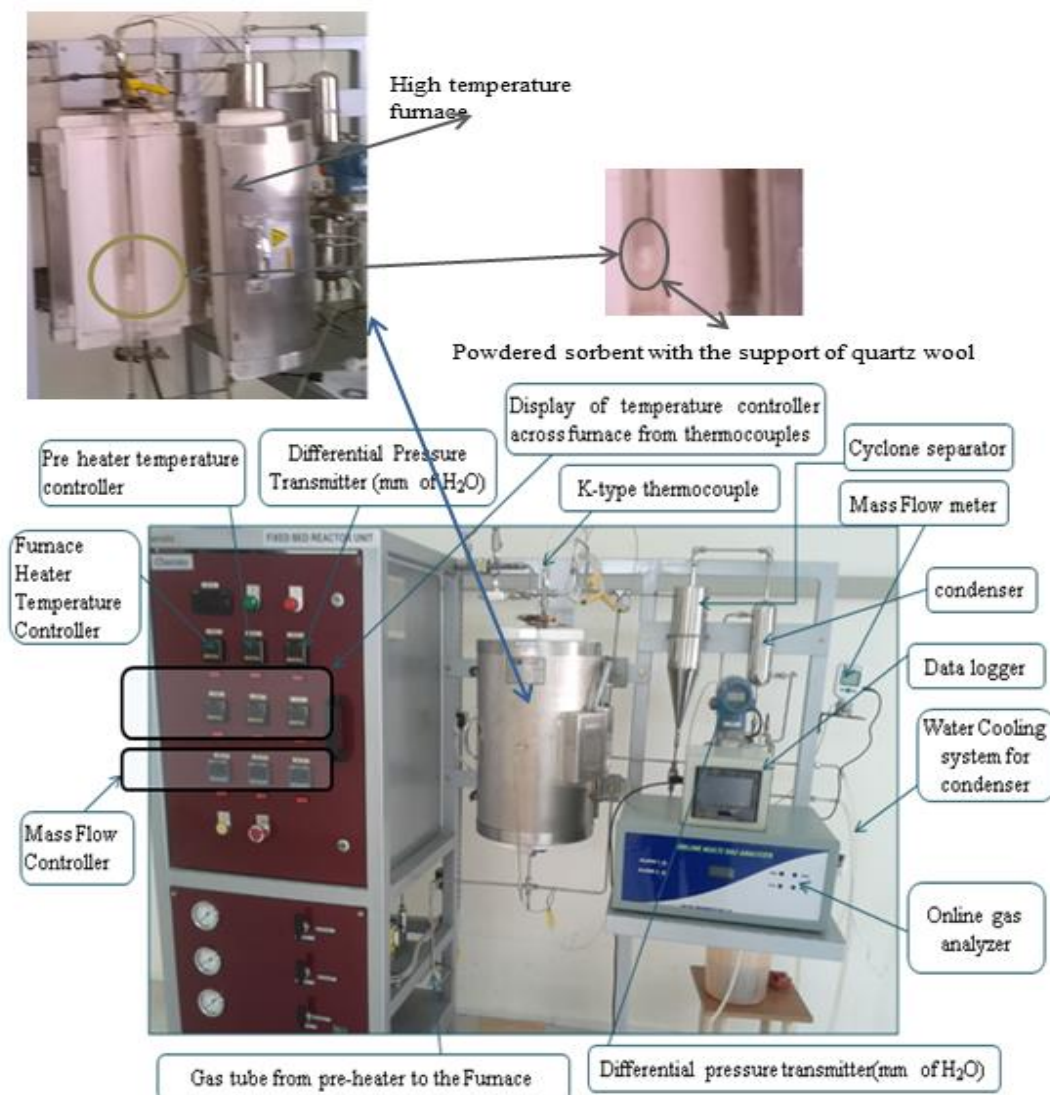 High temperature
furnace
Powdered sorbent with the support of quartz wool
Display of temperature controller
across furnace from thermocouples
Cyclone separator
Pre heater temperature
controller
Differential Pressure
Transmitter (mm of H₂O)
K-type thermocouple
Mass Flow meter
Furnace
Heater
Temperature
Controller
FIXED BED REACTOR UNIT
condenser
Data logger
Water Cooling
system for
condenser
Mass Flow
Controller
ONLINE MULTI GAS ANALYZER
Online gas
analyzer
Gas tube from pre-heater to the Furnace
Differential pressure transmitter(mm of H₂O)